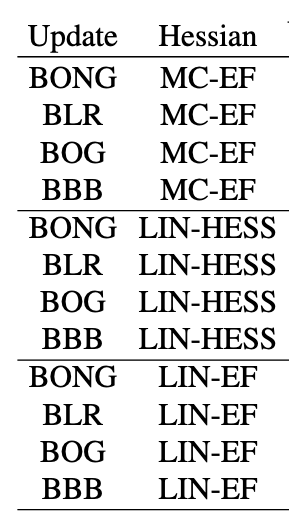 Update Hessian
BONG MC-EF
BLR MC-EF
BOG MC-EF
BBB MC-EF
BONG LIN-HESS
BLR LIN-HESS
BOG LIN-HESS
BBB LIN-HESS
BONG LIN-EF
BLR LIN-EF
BOG LIN-EF
BBB LIN-EF